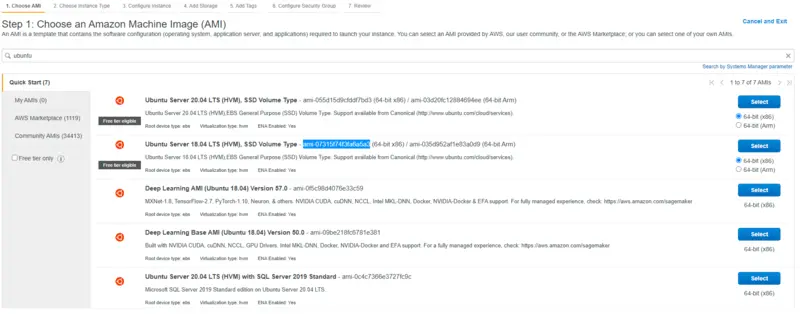 1. Choose AMI 2. Choose Instance Type 3. Configure Instance 4. Add Storage 5. Add Tags 6. Configure Security Group 7. Review
Step 1: Choose an Amazon Machine Image (AMI)
Cancel and Exit
An AMI is a template that contains the software configuration (operating system, application server, and applications) required to launch your instance. You can select an AMI provided by AWS, our user community, or the AWS Marketplace; or you can select one of your own AMIs.
ubuntu
Search by Systems Manager parameter
Quick Start (7)
1 to 7 of 7 AMIs
My AMIs (0)
AWS Marketplace (1119)
Community AMIs (34413)
Free tier only
Ubuntu Server 20.04 LTS (HVM), SSD Volume Type - ami-055d15d9cfddf7bd3 (64-bit x86) / ami-03d20fc12884694ee (64-bit Arm)
Free tier eligible
Ubuntu Server 20.04 LTS (HVM),EBS General Purpose (SSD) Volume Type. Support available from Canonical (http://www.ubuntu.com/cloud/services).
Root device type: ebs Virtualization type: hvm ENA Enabled: Yes
Select
64-bit (x86)
64-bit (Arm)
Ubuntu Server 18.04 LTS (HVM), SSD Volume Type - ami-07315f74f3fa6a5a3 (64-bit x86) / ami-035d952af1e83a0d9 (64-bit Arm)
Free tier eligible
Ubuntu Server 18.04 LTS (HVM),EBS General Purpose (SSD) Volume Type. Support available from Canonical (http://www.ubuntu.com/cloud/services).
Root device type: ebs Virtualization type: hvm ENA Enabled: Yes
Select
64-bit (x86)
64-bit (Arm)
Deep Learning AMI (Ubuntu 18.04) Version 57.0 - ami-0f6c98d4076e33c59
MXNet-1.8, TensorFlow-2.7, PyTorch-1.10, Neuron, & others. NVIDIA CUDA, cuDNN, NCCL, Intel MKL-DNN, Docker, NVIDIA-Docker & EFA support. For fully managed experience, check: https://aws.amazon.com/sagemaker
Root device type: ebs Virtualization type: hvm ENA Enabled: Yes
Select
64-bit (x86)
Deep Learning Base AMI (Ubuntu 18.04) Version 50.0 - ami-09be218fc6781e381
Built with NVIDIA CUDA, cuDNN, NCCL, GPU Drivers, Intel MKL-DNN, Docker, NVIDIA-Docker and EFA support. For a fully managed experience, check: https://aws.amazon.com/sagemaker
Root device type: ebs Virtualization type: hvm ENA Enabled: Yes
Select
64-bit (x86)
Ubuntu Server 20.04 LTS (HVM) with SQL Server 2019 Standard - ami-0c4c7366e3727fc9c
Microsoft SQL Server 2019 Standard edition on Ubuntu Server 20.04 LTS.
Root device type: ebs Virtualization type: hvm ENA Enabled: Yes
Select
64-bit (x86)